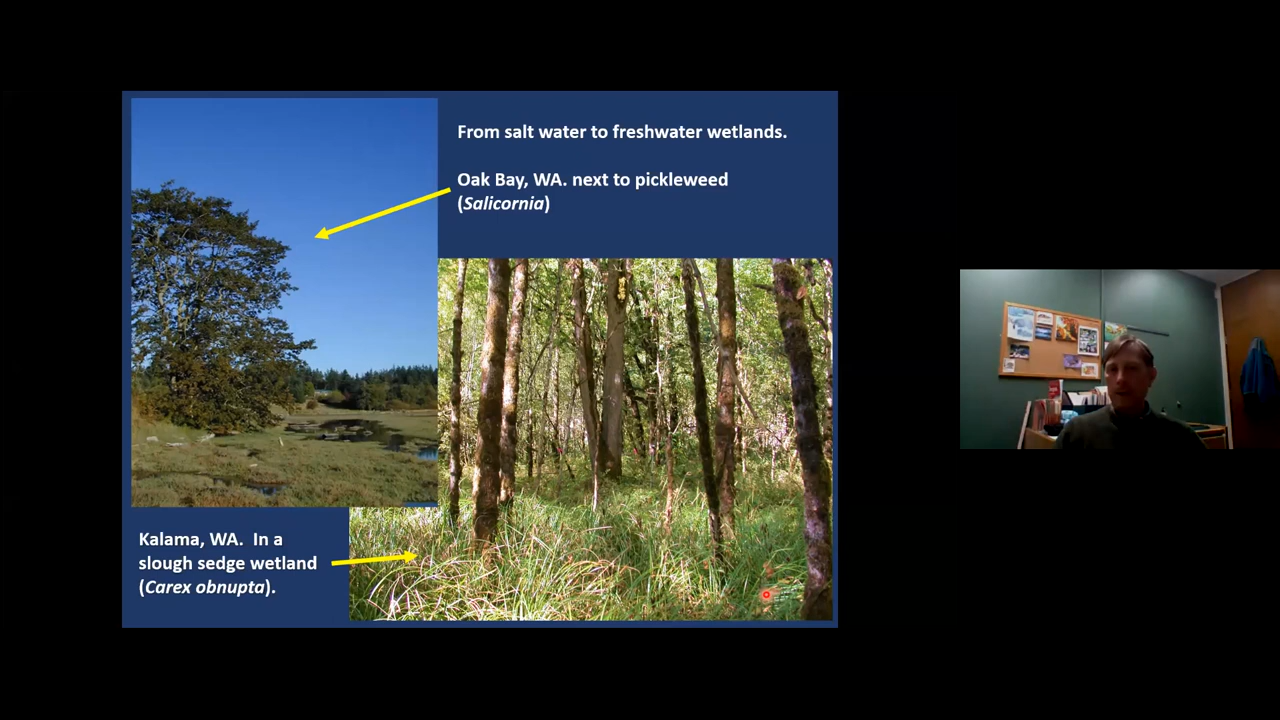 From salt water to freshwater wetlands.
Oak Bay, WA. next to pickleweed
(Salicornia)
Kalama, WA.  In a
slough sedge wetland
(Carex obnupta).